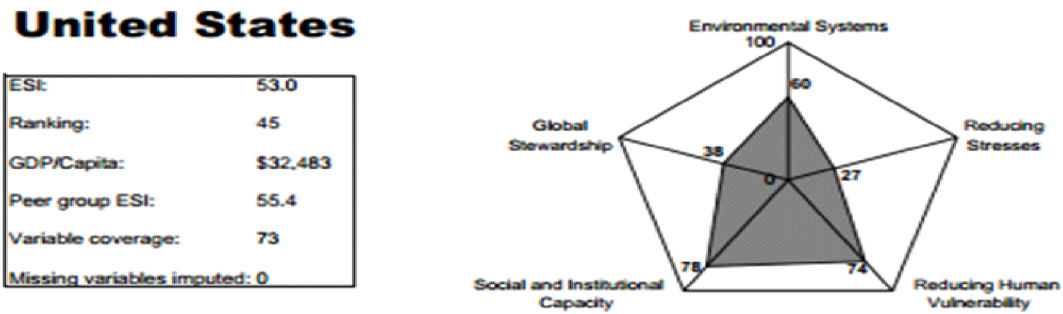 United States
ESI: 53.0
Ranking: 45
GDP/Capita: $32,483
Peer group ESI: 55.4
Variable coverage: 73
Missing variables imputed: 0
Environmental Systems
100
60
Global
Stewardship
38
Reducing
Stresses
27
0
78
74
Social and Institutional
Capacity
Reducing Human
Vulnerability